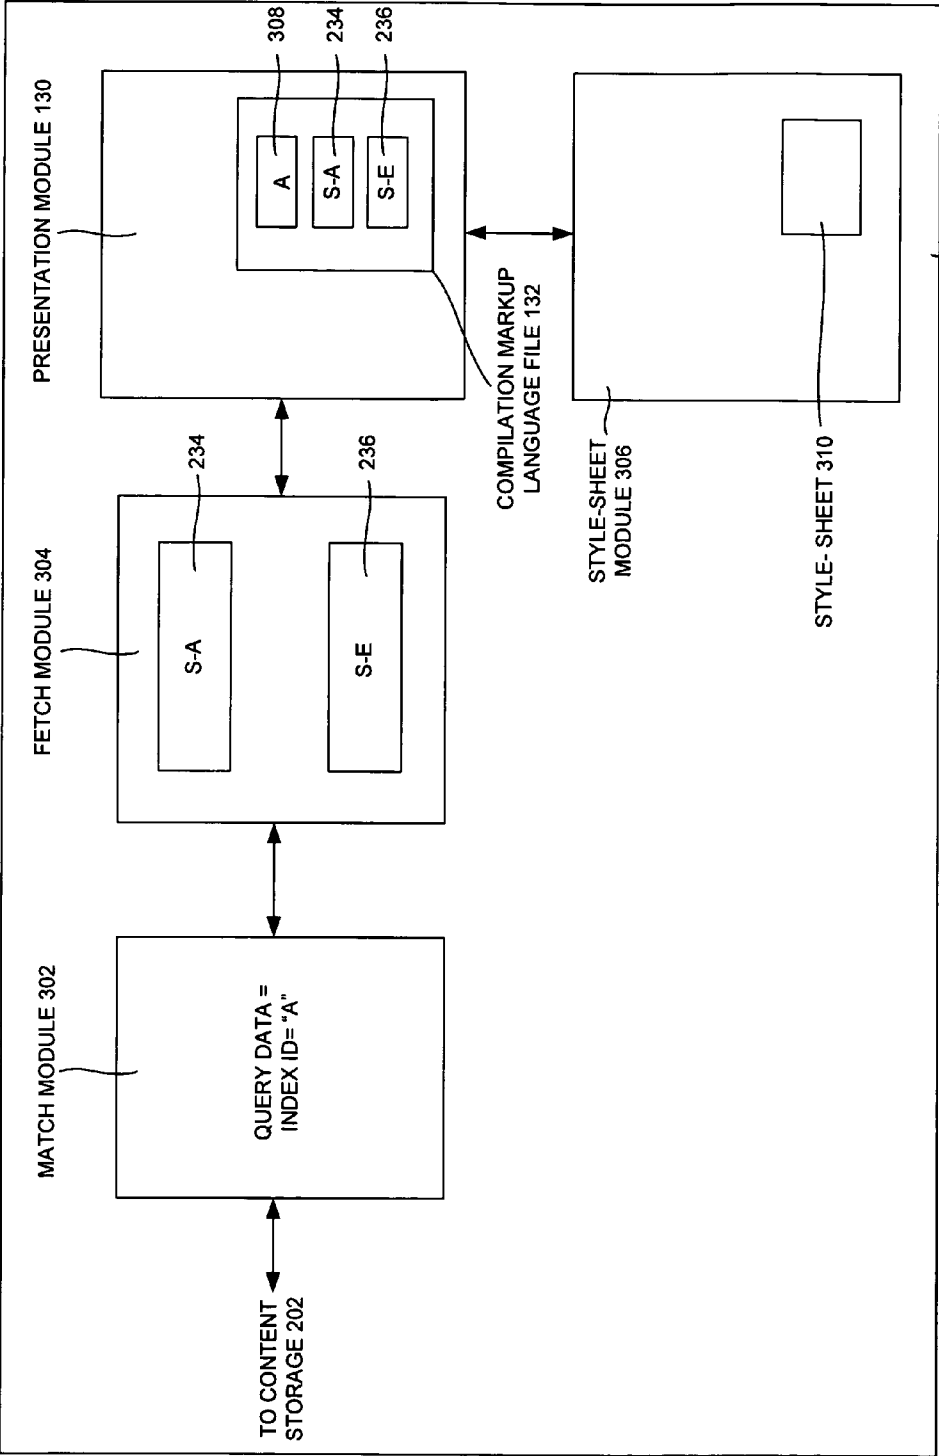 MATCH MODULE 302
FETCH MODULE 304
PRESENTATION MODULE 130
308
234
236
A
S-A
S-E
234
S-A
236
S-E
QUERY DATA =
INDEX ID= “A”
TO CONTENT
STORAGE 202
COMPILATION MARKUP
LANGUAGE FILE 132
STYLE-SHEET
MODULE 306
STYLE- SHEET 310